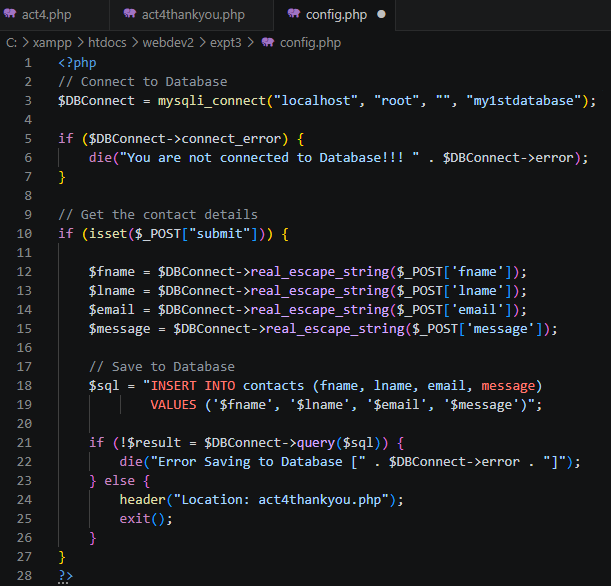 act4.php act4thankyou.php config.php
C: > xampp > htdocs > webdev2 > expt3 > config.php
1 <?php
2 // Connect to Database
3 $DBConnect = mysqli_connect("localhost", "root", "", "my1stdatabase");
4
5 if ($DBConnect->connect_error) {
6     die("You are not connected to Database!!! " . $DBConnect->error);
7 }
8
9 // Get the contact details
10 if (isset($_POST["submit"])) {
11
12     $fname = $DBConnect->real_escape_string($_POST['fname']);
13     $lname = $DBConnect->real_escape_string($_POST['lname']);
14     $email = $DBConnect->real_escape_string($_POST['email']);
15     $message = $DBConnect->real_escape_string($_POST['message']);
16
17     // Save to Database
18     $sql = "INSERT INTO contacts (fname, lname, email, message)
19             VALUES ('$fname', '$lname', '$email', '$message')";
20
21     if (!$result = $DBConnect->query($sql)) {
22         die("Error Saving to Database [" . $DBConnect->error . "]");
23     } else {
24         header("Location: act4thankyou.php");
25         exit();
26     }
27 }
28 ?>